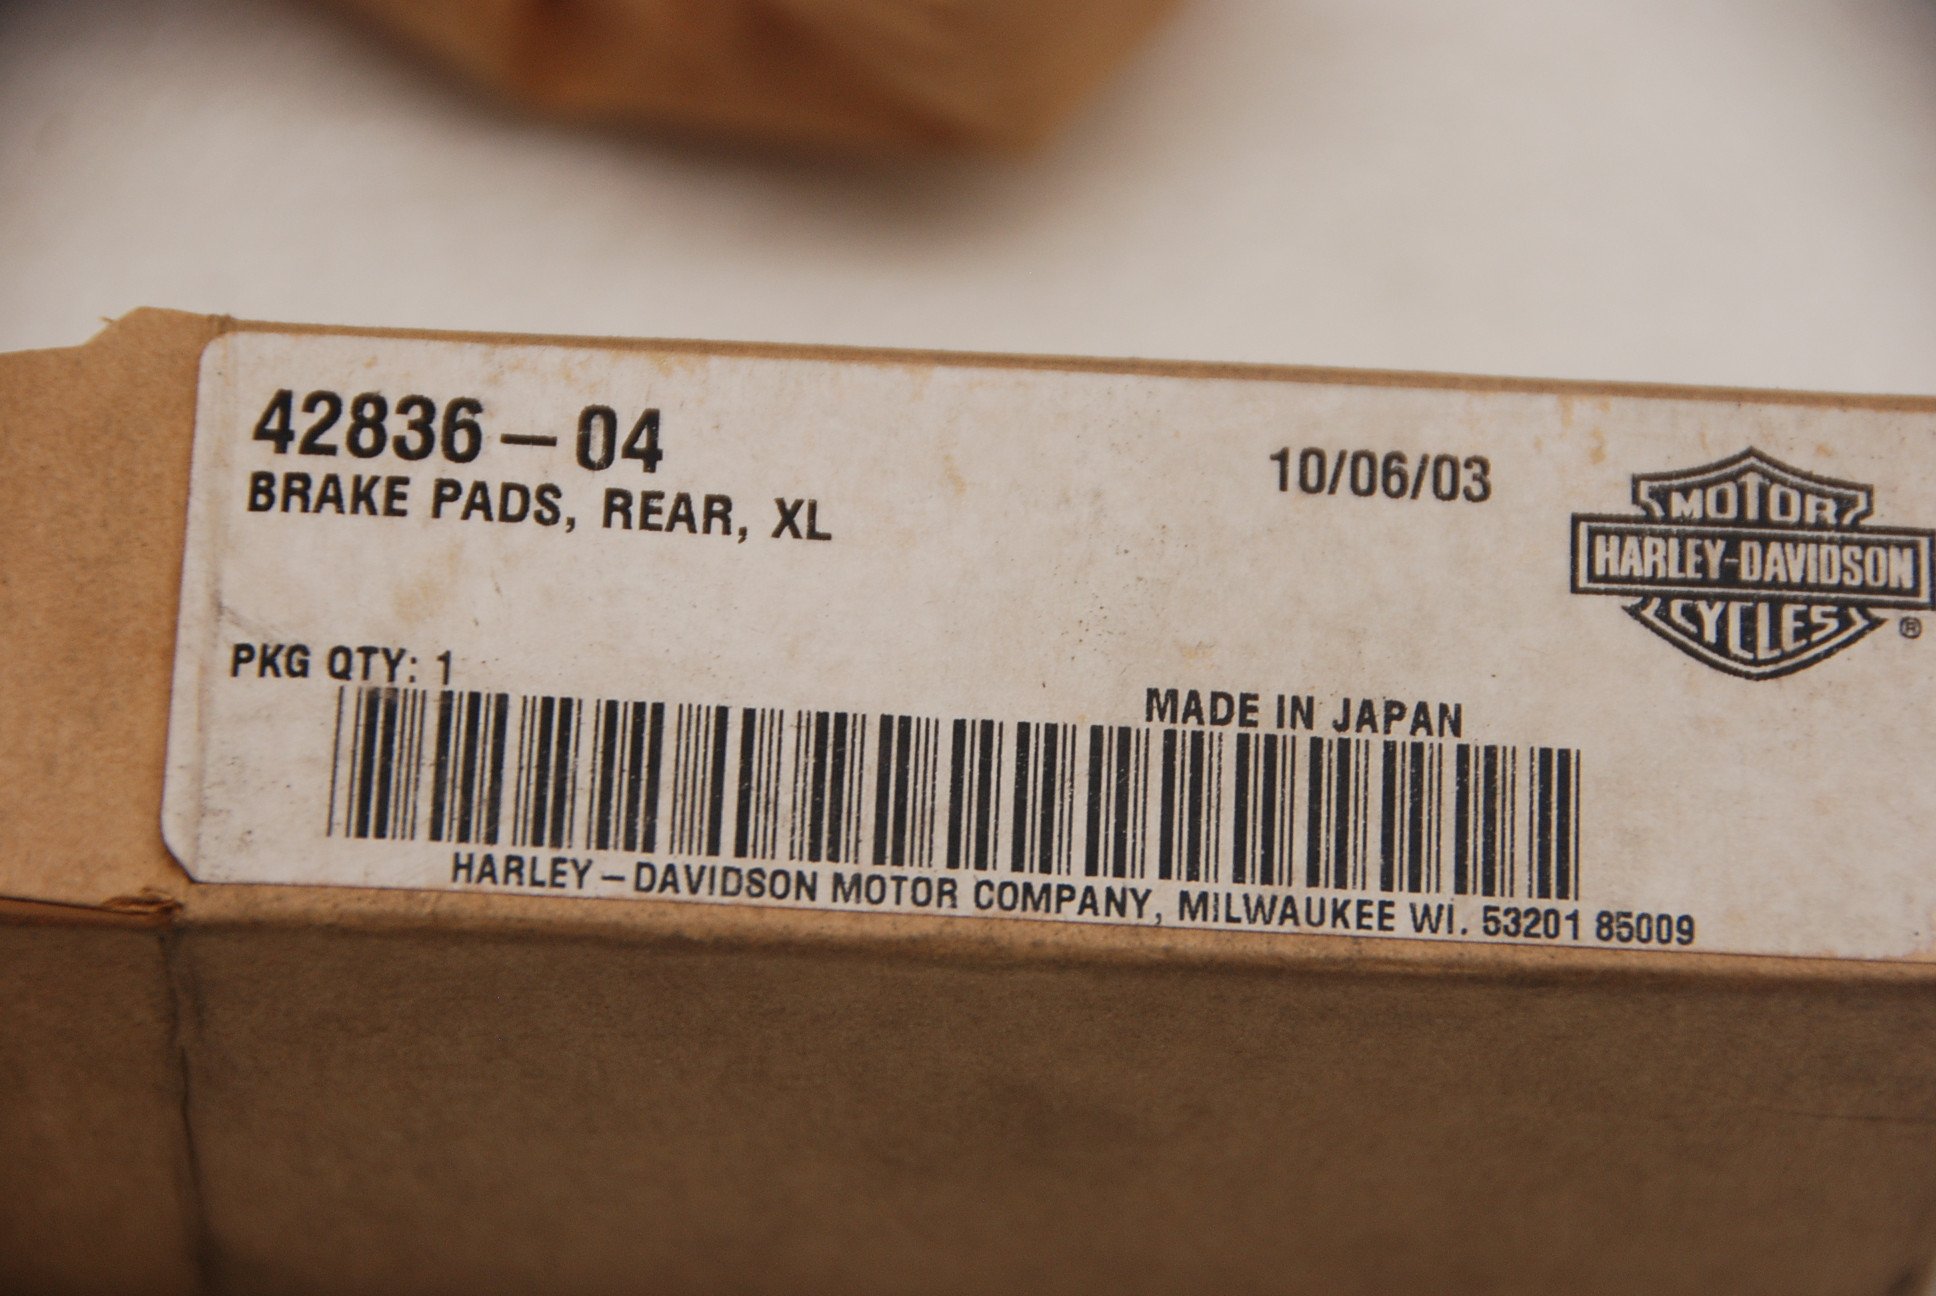 42836-04
BRAKE PADS, REAR, XL
10/06/03
MOTOR
HARLEY-DAVIDSON
CYCLES
®
PKG QTY: 1
MADE IN JAPAN
HARLEY-DAVIDSON MOTOR COMPANY, MILWAUKEE WI. 53201 85009